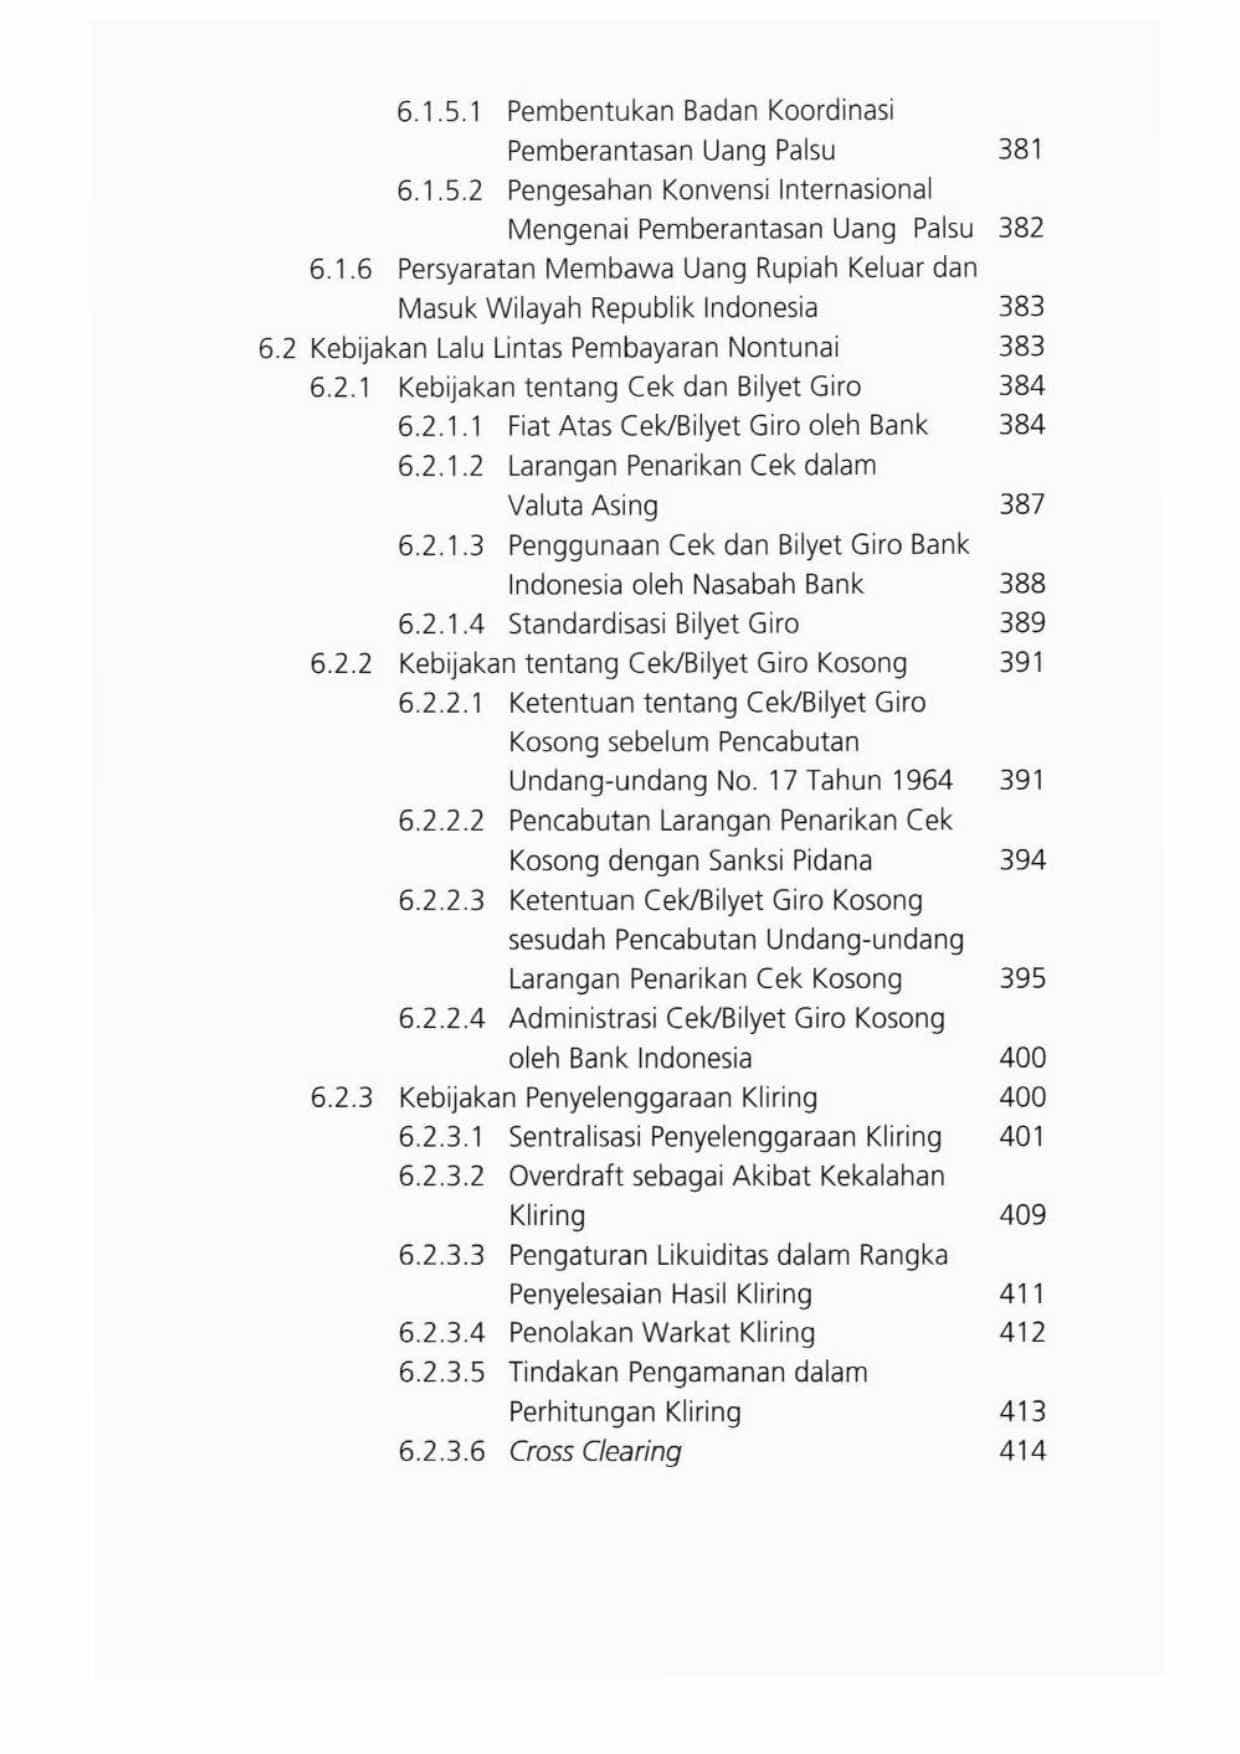 6.1.5.1 Pembentukan Badan Koordinasi
Pemberantasan Uang Palsu 381
6.1.5.2 Pengesahan Konvensi Internasional
Mengenai Pemberantasan Uang Palsu 382
6.1.6 Persyaratan Membawa Uang Rupiah Keluar dan
Masuk Wilayah Republik Indonesia 383
6.2 Kebijakan Lalu Lintas Pembayaran Nontunai 383
6.2.1 Kebijakan tentang Cek dan Bilyet Giro 384
6.2.1.1 Fiat Atas Cek/Bilyet Giro oleh Bank 384
6.2.1.2 Larangan Penarikan Cek dalam
Valuta Asing 387
6.2.1.3 Penggunaan Cek dan Bilyet Giro Bank
Indonesia oleh Nasabah Bank 388
6.2.1.4 Standardisasi Bilyet Giro 389
6.2.2 Kebijakan tentang Cek/Bilyet Giro Kosong 391
6.2.2.1 Ketentuan tentang Cek/Bilyet Giro
Kosong sebelum Pencabutan
Undang-undang No. 17 Tahun 1964 391
6.2.2.2 Pencabutan Larangan Penarikan Cek
Kosong dengan Sanksi Pidana 394
6.2.2.3 Ketentuan Cek/Bilyet Giro Kosong
sesudah Pencabutan Undang-undang
Larangan Penarikan Cek Kosong 395
6.2.2.4 Administrasi Cek/Bilyet Giro Kosong
oleh Bank Indonesia 400
6.2.3 Kebijakan Penyelenggaraan Kliring 400
6.2.3.1 Sentralisasi Penyelenggaraan Kliring 401
6.2.3.2 Overdraft sebagai Akibat Kekalahan
Kliring 409
6.2.3.3 Pengaturan Likuiditas dalam Rangka
Penyelesaian Hasil Kliring 411
6.2.3.4 Penolakan Warkat Kliring 412
6.2.3.5 Tindakan Pengamanan dalam
Perhitungan Kliring 413
6.2.3.6 Cross Clearing 414